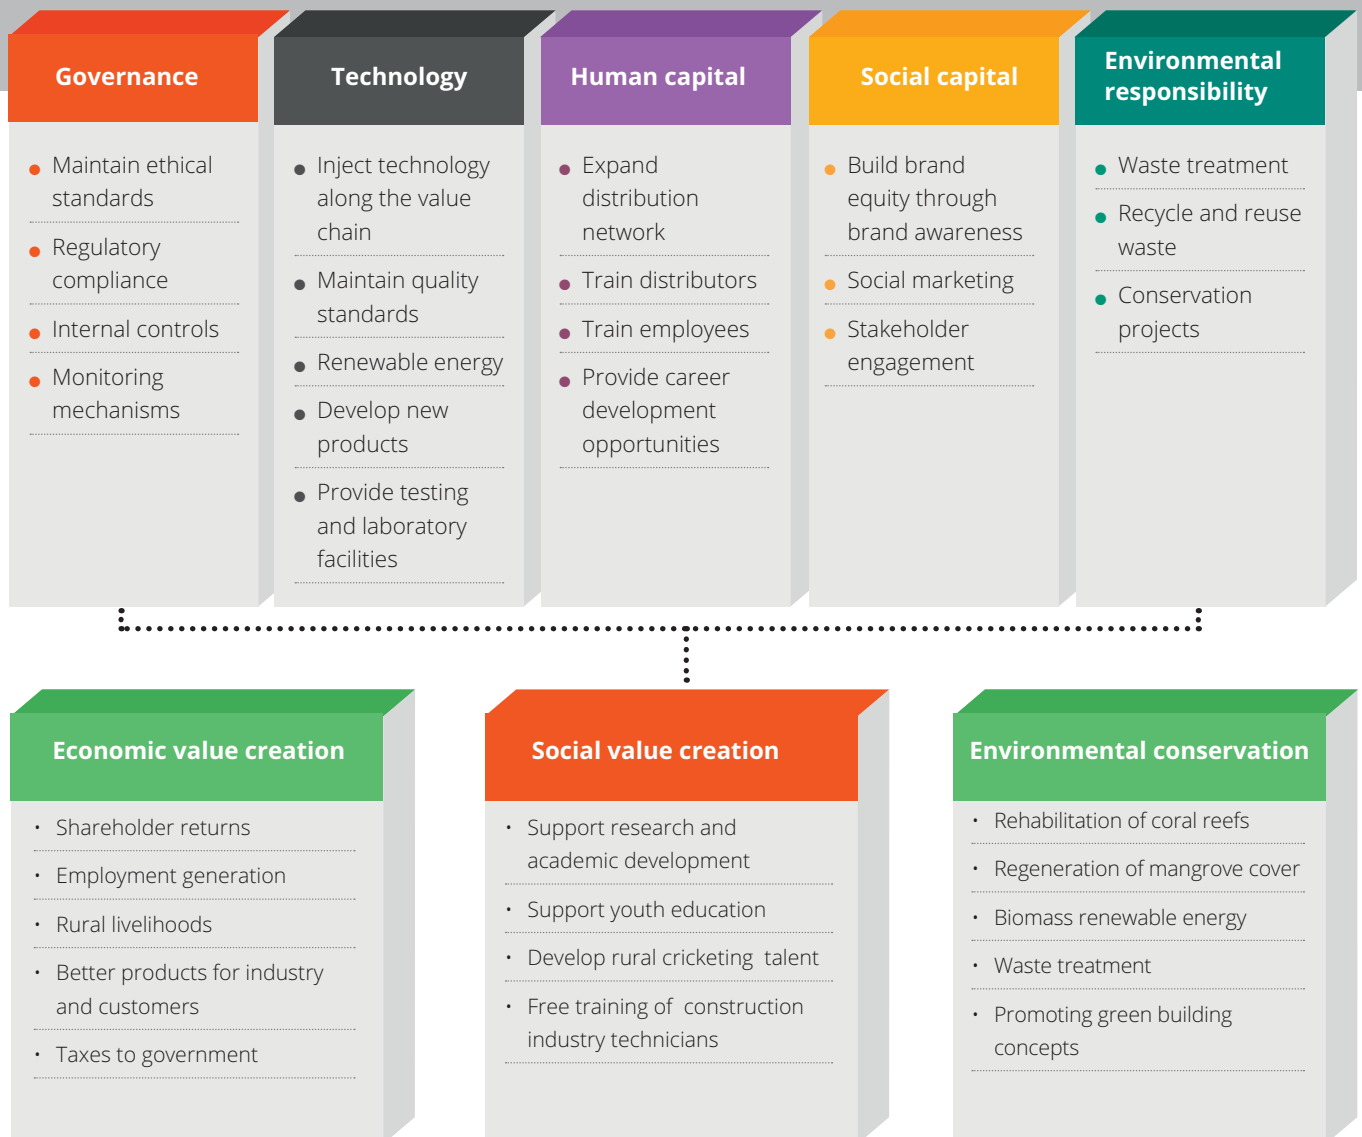 Governance
Maintain ethical
standards
Regulatory
compliance
Internal controls
Monitoring
mechanisms
Technology
Inject technology
along the value
chain
Maintain quality
standards
Renewable energy
Develop new
products
Provide testing
and laboratory
facilities
Human capital
Expand
distribution
network
Train distributors
Train employees
Provide career
development
opportunities
Social capital
Build brand
equity through
brand awareness
Social marketing
Stakeholder
engagement
Environmental
responsibility
Waste treatment
Recycle and reuse
waste
Conservation
projects
Economic value creation
Shareholder returns
Employment generation
Rural livelihoods
Better products for industry
and customers
Taxes to government
Social value creation
Support research and
academic development
Support youth education
Develop rural cricketing  talent
Free training of  construction
industry technicians
Environmental conservation
Rehabilitation of coral reefs
Regeneration of mangrove cover
Biomass renewable energy
Waste treatment
Promoting green building
concepts